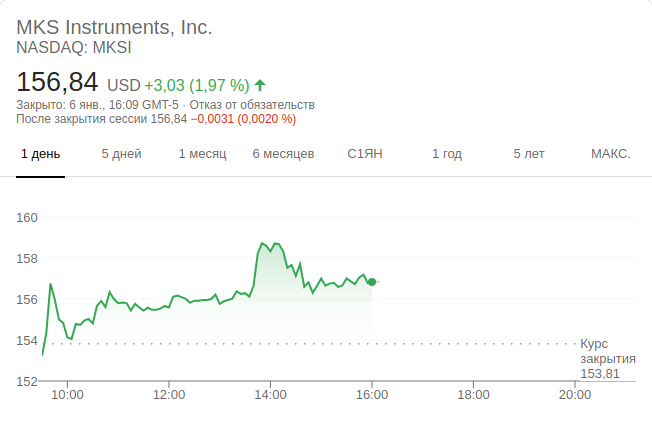 MKS Instruments, Inc.
NASDAQ: MKSI
156,84 USD +3,03 (1,97 %)
Закрыто: 6 янв., 16:09 GMT-5 · Отказ от обязательств
После закрытия сессии 156,84 −0,0031 (0,0020 %)
1 день 5 дней 1 месяц 6 месяцев С1ЯН 1 год 5 лет МАКС.
160
158
156
154
Курс
закрытия
153,81
152
10:00 12:00 14:00 16:00 18:00 20:00